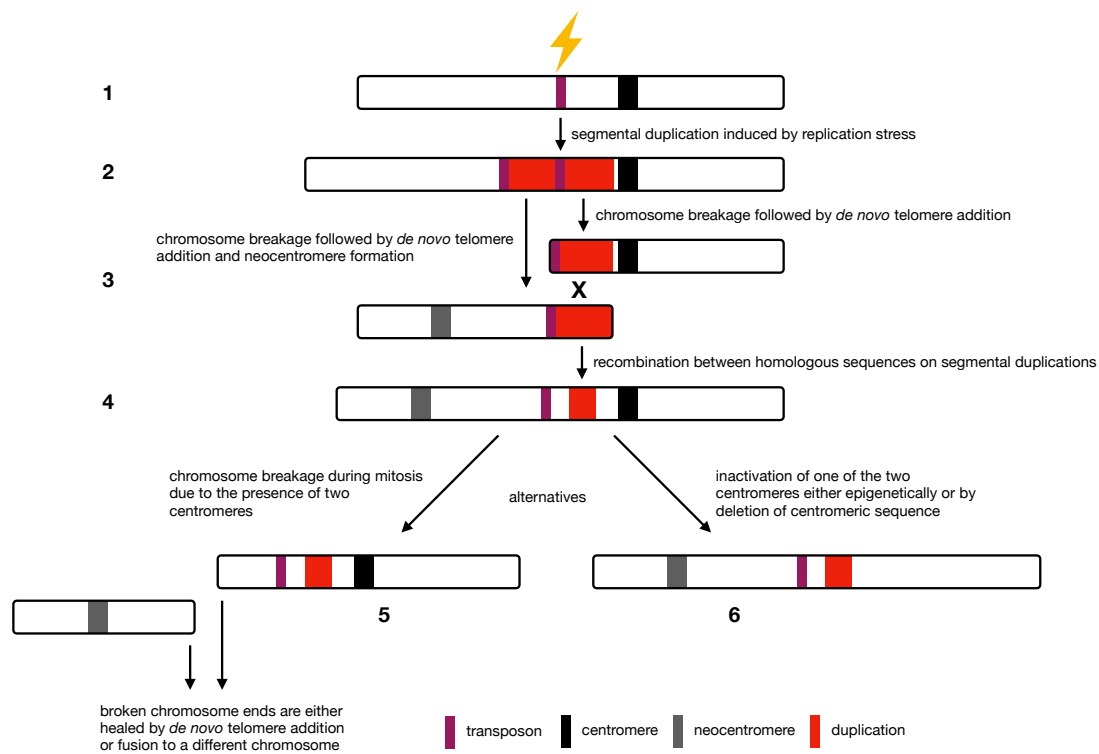 1
segmental duplication induced by replication stress
2
chromosome breakage followed by de novo telomere addition
chromosome breakage followed by de novo telomere
addition and neocentromere formation
3
X
recombination between homologous sequences on segmental duplications
4
chromosome breakage during mitosis
due to the presence of two
centromeres
alternatives
inactivation of one of the two
centromeres either epigenetically or by
deletion of centromeric sequence
5
6
broken chromosome ends are either
healed by de novo telomere addition
or fusion to a different chromosome
transposon
centromere
neocentromere
duplication